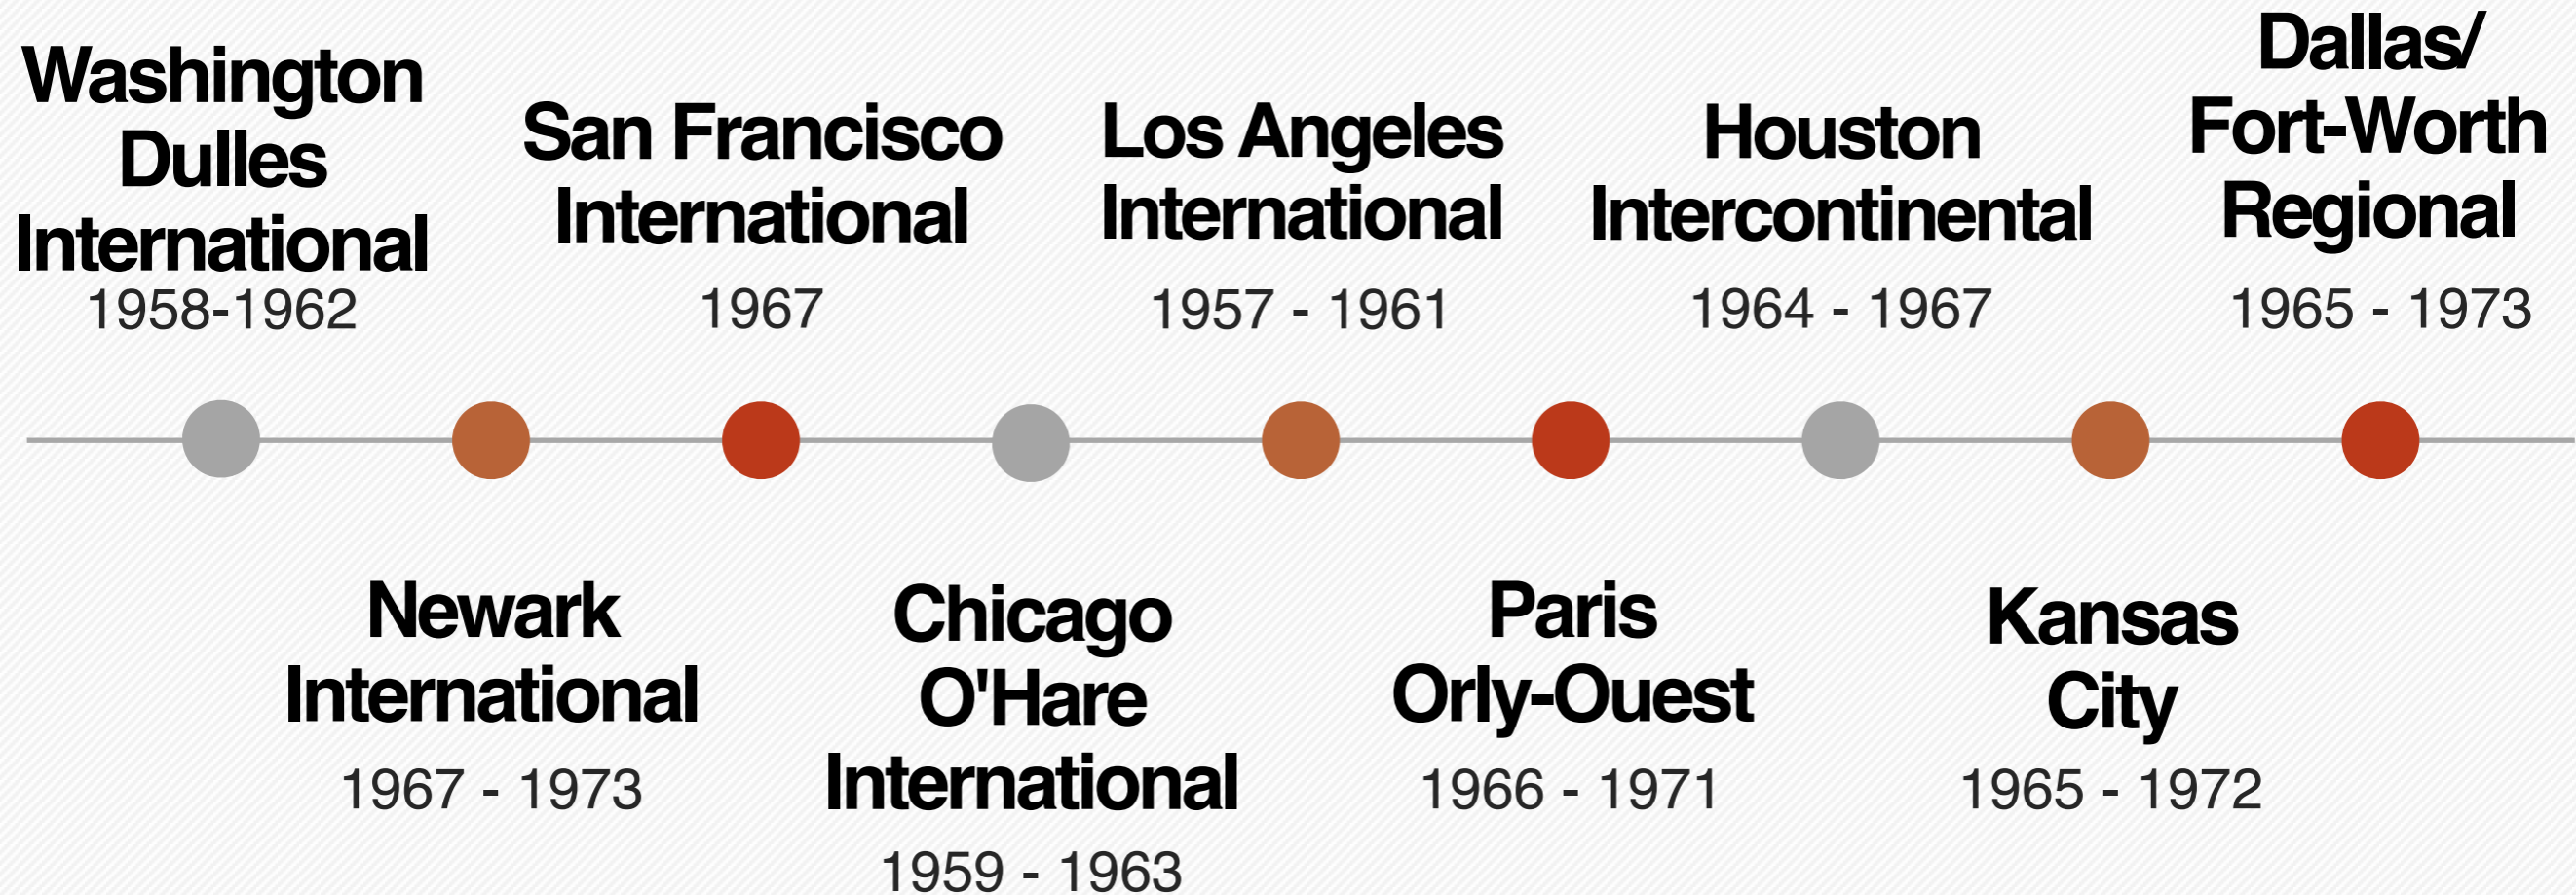 Washington
Dulles
International
1958-1962
Newark
International
1967 - 1973
San Francisco
International
1967
Chicago
O'Hare
International
1959 - 1963
Los Angeles
International
1957 - 1961
Paris
Orly-Ouest
1966 - 1971
Houston
Intercontinental
1964 - 1967
Kansas
City
1965 - 1972
Dallas/
Fort-Worth
Regional
1965 - 1973